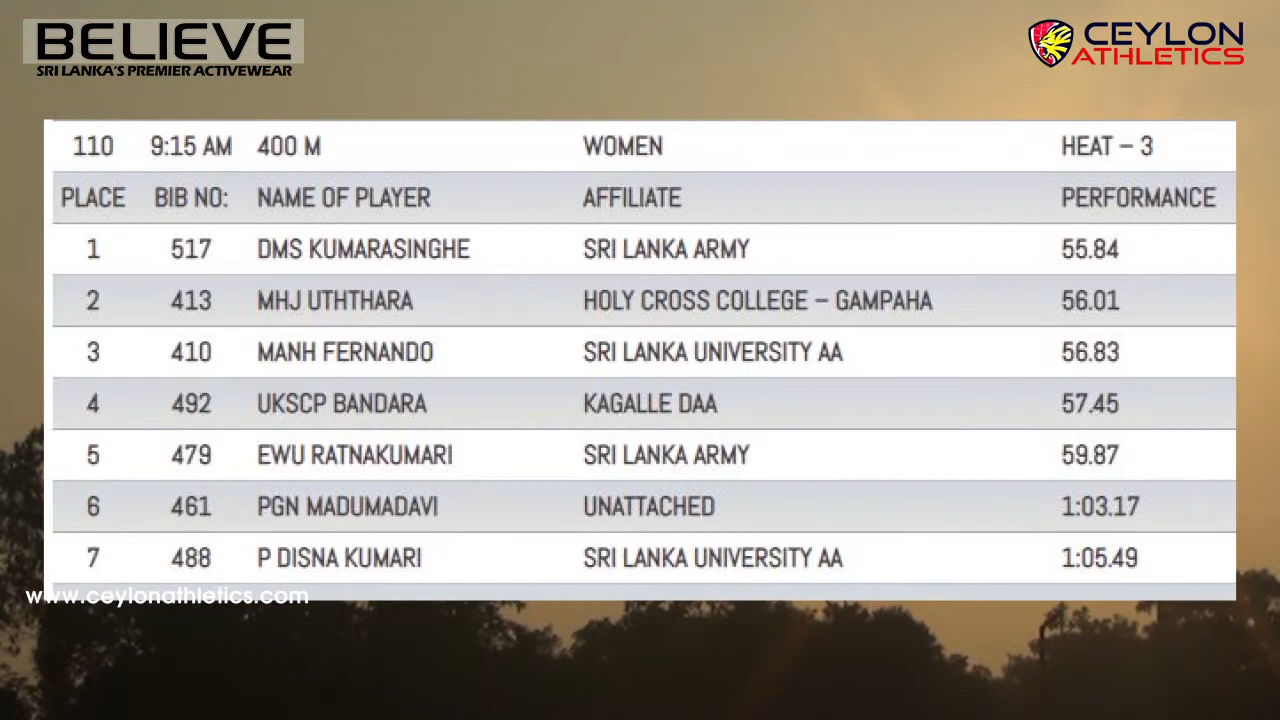 BELIEVE
SRI LANKA'S PREMIER ACTIVEWEAR
CEYLON
ATHLETICS
110 9:15 AM 400 M WOMEN HEAT – 3
PLACE BIB NO: NAME OF PLAYER AFFILIATE PERFORMANCE
1 517 DMS KUMARASINGHE SRI LANKA ARMY 55.84
2 413 MHJ UTHTHARA HOLY CROSS COLLEGE – GAMPAHA 56.01
3 410 MANH FERNANDO SRI LANKA UNIVERSITY AA 56.83
4 492 UKSCP BANDARA KAGALLE DAA 57.45
5 479 EWU RATNAKUMARI SRI LANKA ARMY 59.87
6 461 PGN MADUMADAVI UNATTACHED 1:03.17
7 488 P DISNA KUMARI SRI LANKA UNIVERSITY AA 1:05.49
www.ceylonathletics.com